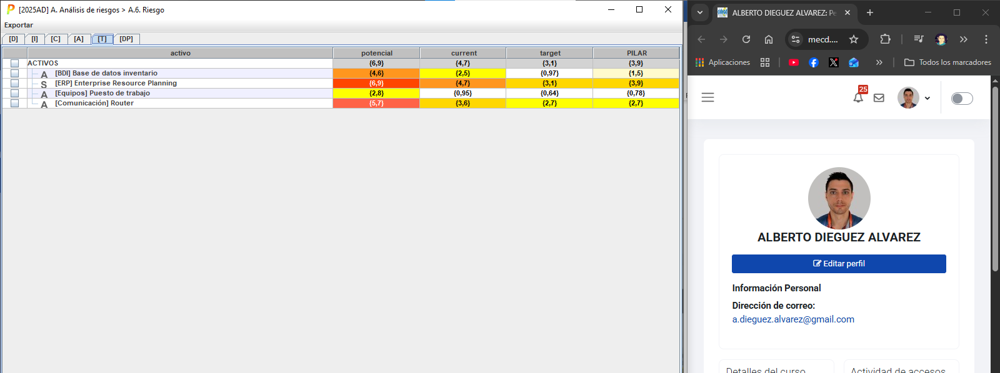 [2025AD] A. Análisis de riesgos > A.6. Riesgo
Exportar
[D] [I] [C] [A] [T] [DP]
activo potencial current target PILAR
ACTIVOS {6,9} {4,7} {3,1} {3,9}
A [BDI] Base de datos inventario {4,6} {2,5} {0,97} {1,5}
S [ERP] Enterprise Resource Planning {6,9} {4,7} {3,1} {3,9}
A [Equipos] Puesto de trabajo {2,8} {0,95} {0,64} {0,78}
A [Comunicación] Router {5,7} {3,6} {2,7} {2,7}
ALBERTO DIEGUEZ ALVAREZ: Pe
mecd....
Aplicaciones
Todos los marcadores
25
ALBERTO DIEGUEZ ALVAREZ
Editar perfil
Información Personal
Dirección de correo:
a.dieguez.alvarez@gmail.com
Detalles del curso
Actividad de accesos